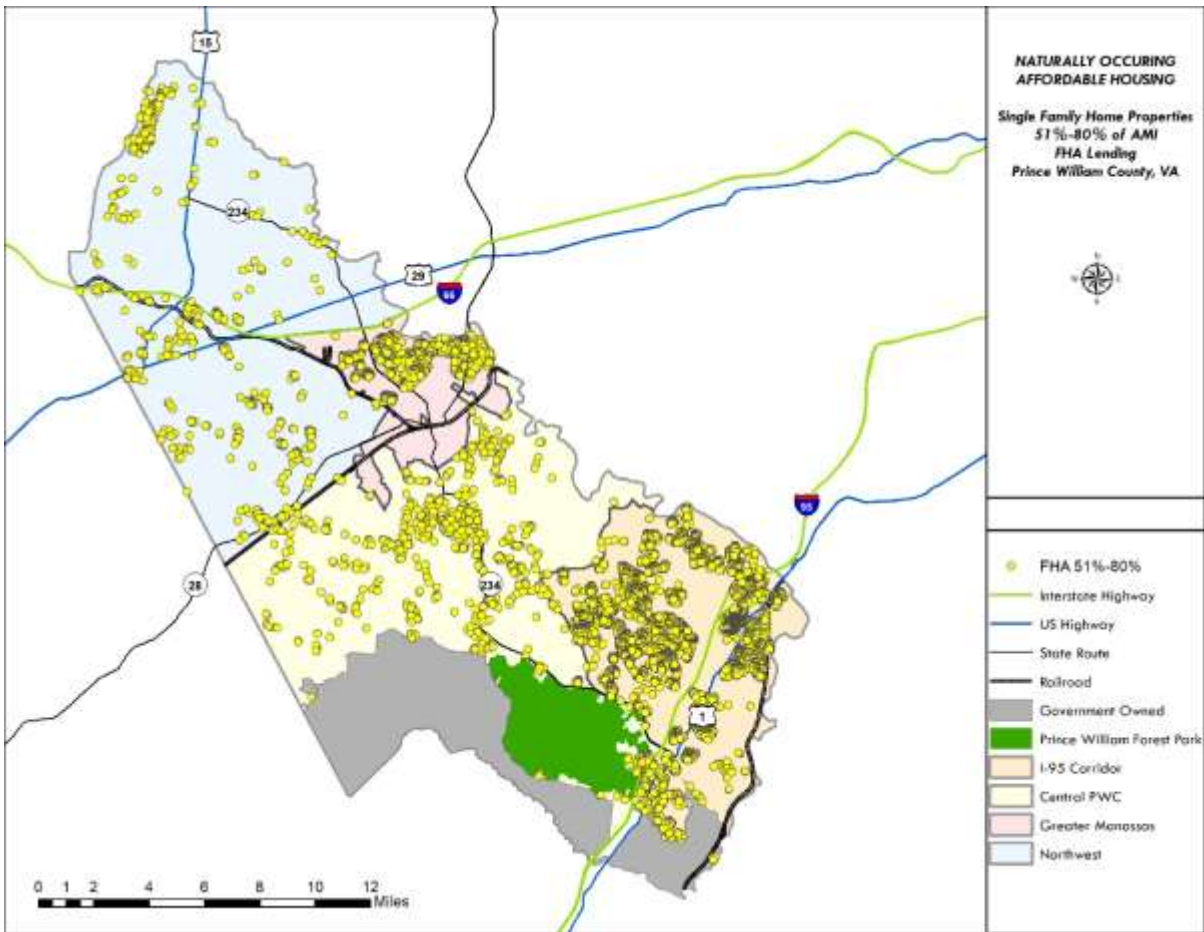 15
234
29
66
95
28
234
1
0 1 2 4 6 8 10 12
Miles
NATURALLY OCCURING
AFFORDABLE HOUSING
Single Family Home Properties
51%-80% of AMI
FHA Lending
Prince William County, VA
FHA 51%-80%
Interstate Highway
US Highway
State Route
Railroad
Government Owned
Prince William Forest Park
I-95 Corridor
Central PWC
Greater Manassas
Northwest